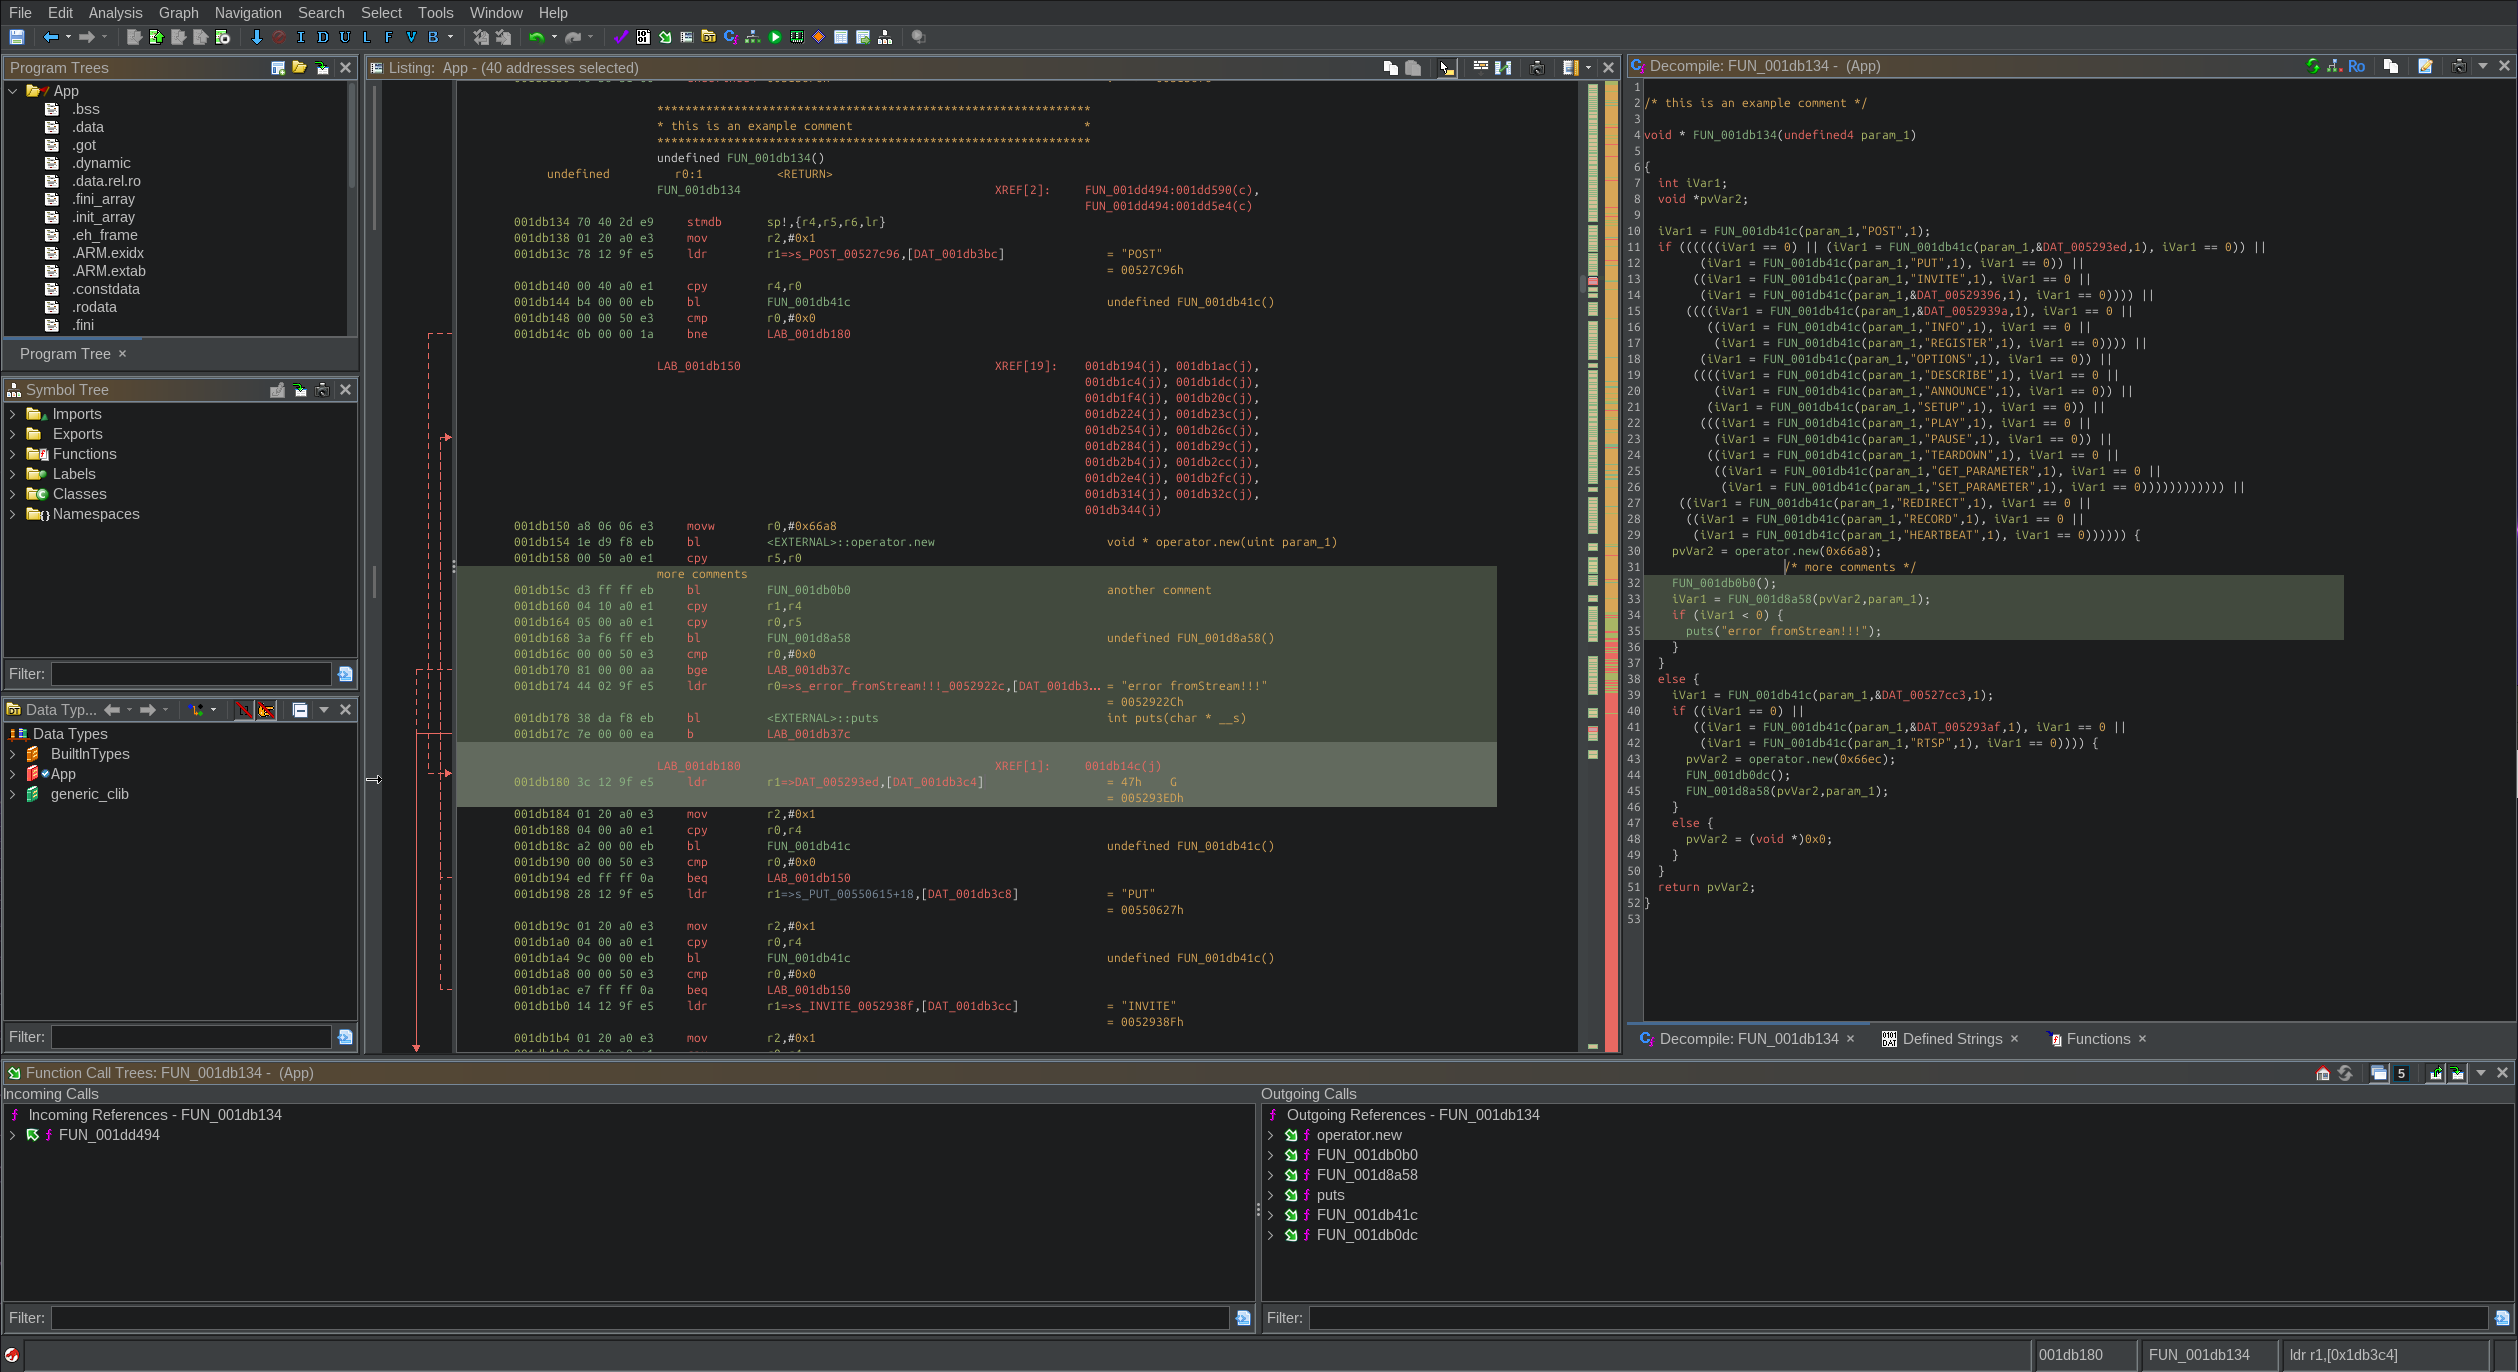 File Edit Analysis Graph Navigation Search Select Tools Window Help
I D U L F V B
Program Trees
App
.bss
.data
.got
.dynamic
.data.rel.ro
.fini_array
.init_array
.eh_frame
.ARM.exidx
.ARM.extab
.constdata
.rodata
.fini
Program Tree ×
Symbol Tree
Imports
Exports
Functions
Labels
Classes
Namespaces
Filter:
Data Typ...
Data Types
BuiltInTypes
App
generic_clib
Filter:
Listing: App - (40 addresses selected)
**************************************************************
* this is an example comment *
**************************************************************
undefined FUN_001db134()
undefined r0:1 <RETURN>
FUN_001db134 XREF[2]: FUN_001dd494:001dd590(c),
FUN_001dd494:001dd5e4(c)
001db134 70 40 2d e9 stmdb sp!,{r4,r5,r6,lr}
001db138 01 20 a0 e3 mov r2,#0x1
001db13c 78 12 9f e5 ldr r1=>s_POST_00527c96,[DAT_001db3bc] = "POST"
= 00527C96h
001db140 00 40 a0 e1 cpy r4,r0
001db144 b4 00 00 eb bl FUN_001db41c undefined FUN_001db41c()
001db148 00 00 50 e3 cmp r0,#0x0
001db14c 0b 00 00 1a bne LAB_001db180
LAB_001db150 XREF[19]: 001db194(j), 001db1ac(j),
001db1c4(j), 001db1dc(j),
001db1f4(j), 001db20c(j),
001db224(j), 001db23c(j),
001db254(j), 001db26c(j),
001db284(j), 001db29c(j),
001db2b4(j), 001db2cc(j),
001db2e4(j), 001db2fc(j),
001db314(j), 001db32c(j),
001db344(j)
001db150 a8 06 06 e3 movw r0,#0x66a8
001db154 1e d9 f8 eb bl <EXTERNAL>::operator.new void * operator.new(uint param_1)
001db158 00 50 a0 e1 cpy r5,r0
more comments
001db15c d3 ff ff eb bl FUN_001db0b0 another comment
001db160 04 10 a0 e1 cpy r1,r4
001db164 05 00 a0 e1 cpy r0,r5
001db168 3a f6 ff eb bl FUN_001d8a58 undefined FUN_001d8a58()
001db16c 00 00 50 e3 cmp r0,#0x0
001db170 81 00 00 aa bge LAB_001db37c
001db174 44 02 9f e5 ldr r0=>s_error_fromStream!!!_0052922c,[DAT_001db3... = "error fromStream!!!"
= 0052922Ch
001db178 38 da f8 eb bl <EXTERNAL>::puts int puts(char * __s)
001db17c 7e 00 00 ea b LAB_001db37c
LAB_001db180 XREF[1]: 001db14c(j)
001db180 3c 12 9f e5 ldr r1=>DAT_005293ed,[DAT_001db3c4] = 47h G
= 005293EDh
001db184 01 20 a0 e3 mov r2,#0x1
001db188 04 00 a0 e1 cpy r0,r4
001db18c a2 00 00 eb bl FUN_001db41c undefined FUN_001db41c()
001db190 00 00 50 e3 cmp r0,#0x0
001db194 ed ff ff 0a beq LAB_001db150
001db198 28 12 9f e5 ldr r1=>s_PUT_00550615+18,[DAT_001db3c8] = "PUT"
= 00550627h
001db19c 01 20 a0 e3 mov r2,#0x1
001db1a0 04 00 a0 e1 cpy r0,r4
001db1a4 9c 00 00 eb bl FUN_001db41c undefined FUN_001db41c()
001db1a8 00 00 50 e3 cmp r0,#0x0
001db1ac e7 ff ff 0a beq LAB_001db150
001db1b0 14 12 9f e5 ldr r1=>s_INVITE_0052938f,[DAT_001db3cc] = "INVITE"
= 0052938Fh
001db1b4 01 20 a0 e3 mov r2,#0x1
Decompile: FUN_001db134 - (App)
Ro
1
2 /* this is an example comment */
3
4 void * FUN_001db134(undefined4 param_1)
5
6 {
7 int iVar1;
8 void *pvVar2;
9
10 iVar1 = FUN_001db41c(param_1,"POST",1);
11 if ((((((iVar1 == 0) || (iVar1 = FUN_001db41c(param_1,&DAT_005293ed,1), iVar1 == 0)) ||
12 (iVar1 = FUN_001db41c(param_1,"PUT",1), iVar1 == 0)) ||
13 ((iVar1 = FUN_001db41c(param_1,"INVITE",1), iVar1 == 0 ||
14 (iVar1 = FUN_001db41c(param_1,&DAT_00529396,1), iVar1 == 0)))) ||
15 ((((iVar1 = FUN_001db41c(param_1,&DAT_0052939a,1), iVar1 == 0 ||
16 ((iVar1 = FUN_001db41c(param_1,"INFO",1), iVar1 == 0 ||
17 (iVar1 = FUN_001db41c(param_1,"REGISTER",1), iVar1 == 0)))) ||
18 (iVar1 = FUN_001db41c(param_1,"OPTIONS",1), iVar1 == 0)) ||
19 ((((iVar1 = FUN_001db41c(param_1,"DESCRIBE",1), iVar1 == 0 ||
20 (iVar1 = FUN_001db41c(param_1,"ANNOUNCE",1), iVar1 == 0)) ||
21 (iVar1 = FUN_001db41c(param_1,"SETUP",1), iVar1 == 0)) ||
22 (((iVar1 = FUN_001db41c(param_1,"PLAY",1), iVar1 == 0 ||
23 (iVar1 = FUN_001db41c(param_1,"PAUSE",1), iVar1 == 0)) ||
24 ((iVar1 = FUN_001db41c(param_1,"TEARDOWN",1), iVar1 == 0 ||
25 ((iVar1 = FUN_001db41c(param_1,"GET_PARAMETER",1), iVar1 == 0 ||
26 (iVar1 = FUN_001db41c(param_1,"SET_PARAMETER",1), iVar1 == 0)))))))))))) ||
27 ((iVar1 = FUN_001db41c(param_1,"REDIRECT",1), iVar1 == 0 ||
28 ((iVar1 = FUN_001db41c(param_1,"RECORD",1), iVar1 == 0 ||
29 (iVar1 = FUN_001db41c(param_1,"HEARTBEAT",1), iVar1 == 0)))))) {
30 pvVar2 = operator.new(0x66a8);
31 /* more comments */
32 FUN_001db0b0();
33 iVar1 = FUN_001d8a58(pvVar2,param_1);
34 if (iVar1 < 0) {
35 puts("error fromStream!!!");
36 }
37 }
38 else {
39 iVar1 = FUN_001db41c(param_1,&DAT_00527cc3,1);
40 if ((iVar1 == 0) ||
41 ((iVar1 = FUN_001db41c(param_1,&DAT_005293af,1), iVar1 == 0 ||
42 (iVar1 = FUN_001db41c(param_1,"RTSP",1), iVar1 == 0)))) {
43 pvVar2 = operator.new(0x66ec);
44 FUN_001db0dc();
45 FUN_001d8a58(pvVar2,param_1);
46 }
47 else {
48 pvVar2 = (void *)0x0;
49 }
50 }
51 return pvVar2;
52 }
53
Decompile: FUN_001db134 × Defined Strings × Functions ×
Function Call Trees: FUN_001db134 - (App)
5
Incoming Calls
Incoming References - FUN_001db134
FUN_001dd494
Filter:
Outgoing Calls
Outgoing References - FUN_001db134
operator.new
FUN_001db0b0
FUN_001d8a58
puts
FUN_001db41c
FUN_001db0dc
Filter:
001db180 FUN_001db134 ldr r1,[0x1db3c4]